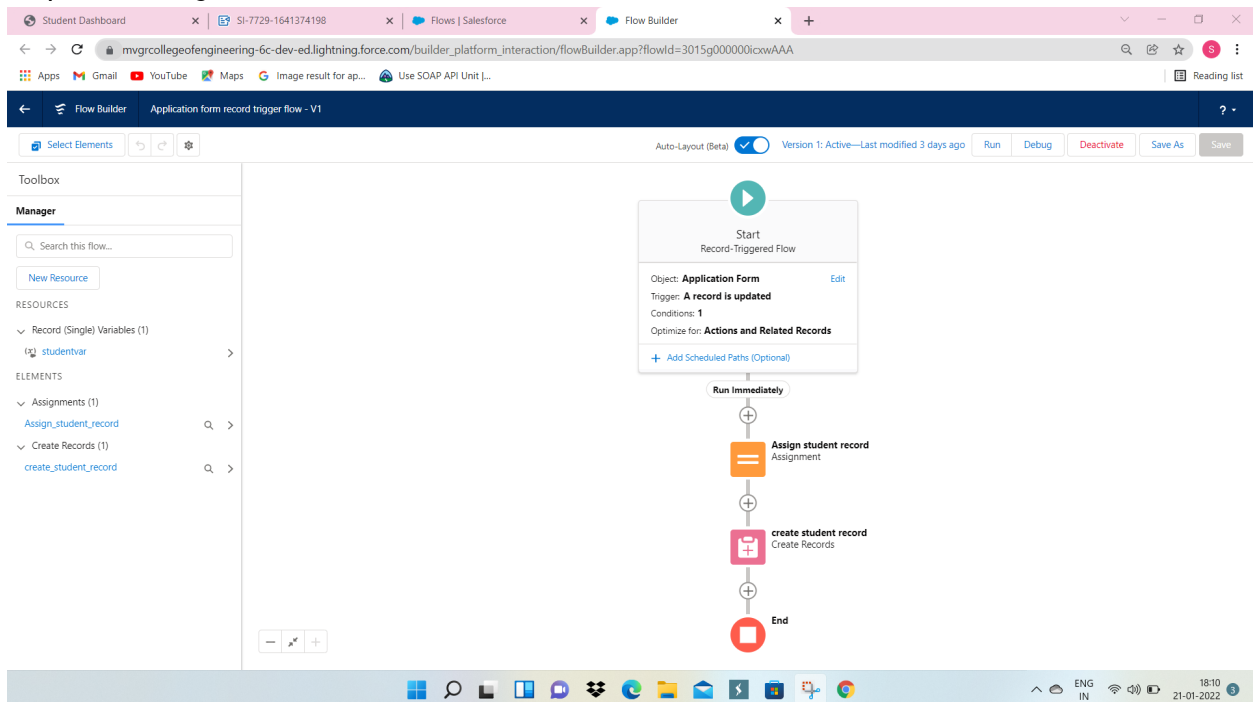 Student Dashboard
SI-7729-1641374198
Flows | Salesforce
Flow Builder
mvgrcollegeofengineering-6c-dev-ed.lightning.force.com/builder_platform_interaction/flowBuilder.app?flowId=3015g000000icxwAAA
S
Apps
Gmail
YouTube
Maps
Image result for ap...
Use SOAP API Unit |...
Reading list
Flow Builder
Application form record trigger flow - V1
?
Select Elements
Auto-Layout (Beta)
Version 1: Active—Last modified 3 days ago
Run
Debug
Deactivate
Save As
Save
Toolbox
Manager
Search this flow...
New Resource
RESOURCES
Record (Single) Variables (1)
studentvar
ELEMENTS
Assignments (1)
Assign_student_record
Create Records (1)
create_student_record
Start
Record-Triggered Flow
Object: Application Form
Edit
Trigger: A record is updated
Conditions: 1
Optimize for: Actions and Related Records
+ Add Scheduled Paths (Optional)
Run Immediately
Assign student record
Assignment
create student record
Create Records
End
ENG
IN
18:10
21-01-2022
3